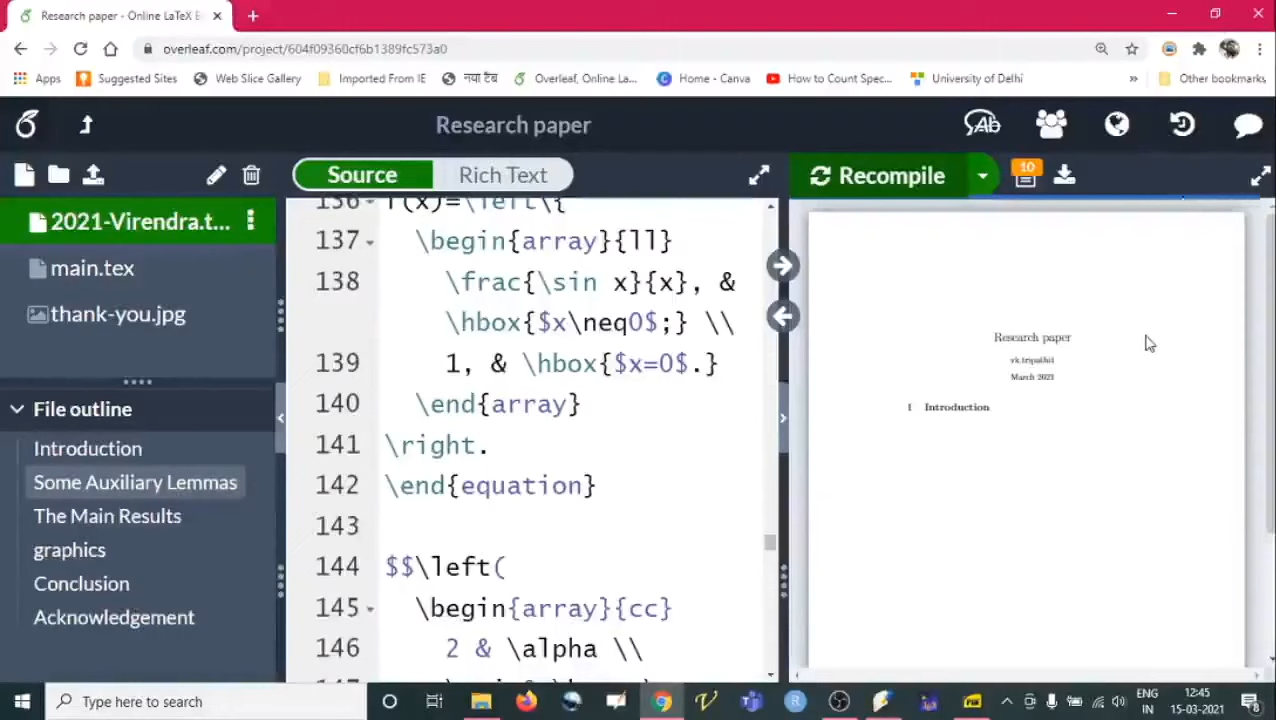 Research paper - Online LaTeX E
overleaf.com/project/604f09360cf6b1389fc573a0
Apps Suggested Sites Web Slice Gallery Imported From IE नया टैब Overleaf, Online La... Home - Canva How to Count Spec... University of Delhi » Other bookmarks
Research paper
Source Rich Text Recompile 10
2021-Virendra.t...
main.tex
thank-you.jpg
File outline
Introduction
Some Auxiliary Lemmas
The Main Results
graphics
Conclusion
Acknowledgement
136 f(x)=\left\{
137 \begin{array}{ll}
138 \frac{\sin x}{x}, &
\hbox{$x\neq0$;} \\
139 1, & \hbox{$x=0$.}
140 \end{array}
141 \right.
142 \end{equation}
143
144 $$\left(
145 \begin{array}{cc}
146 2 & \alpha \\
Research paper
vk.tripathi1
March 2021
1 Introduction
Type here to search
ENG
IN
12:45
15-03-2021
8